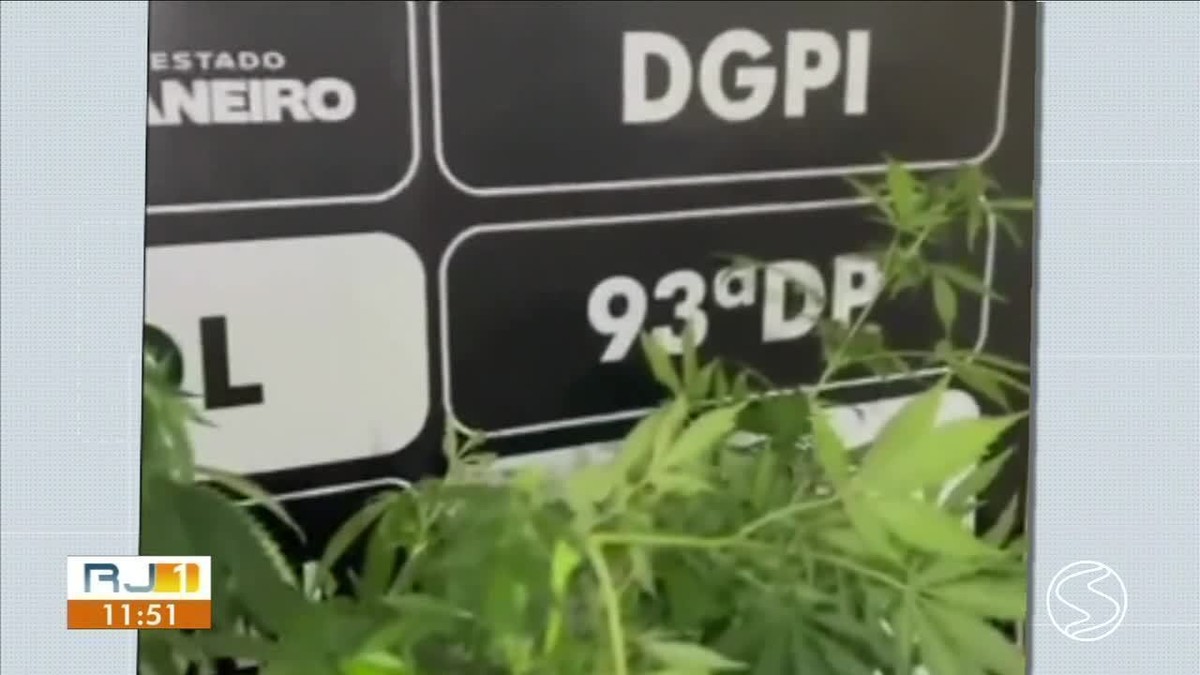 ESTADO
ANEIRO
DGPI
L
93ªDP
RJ1
11:51